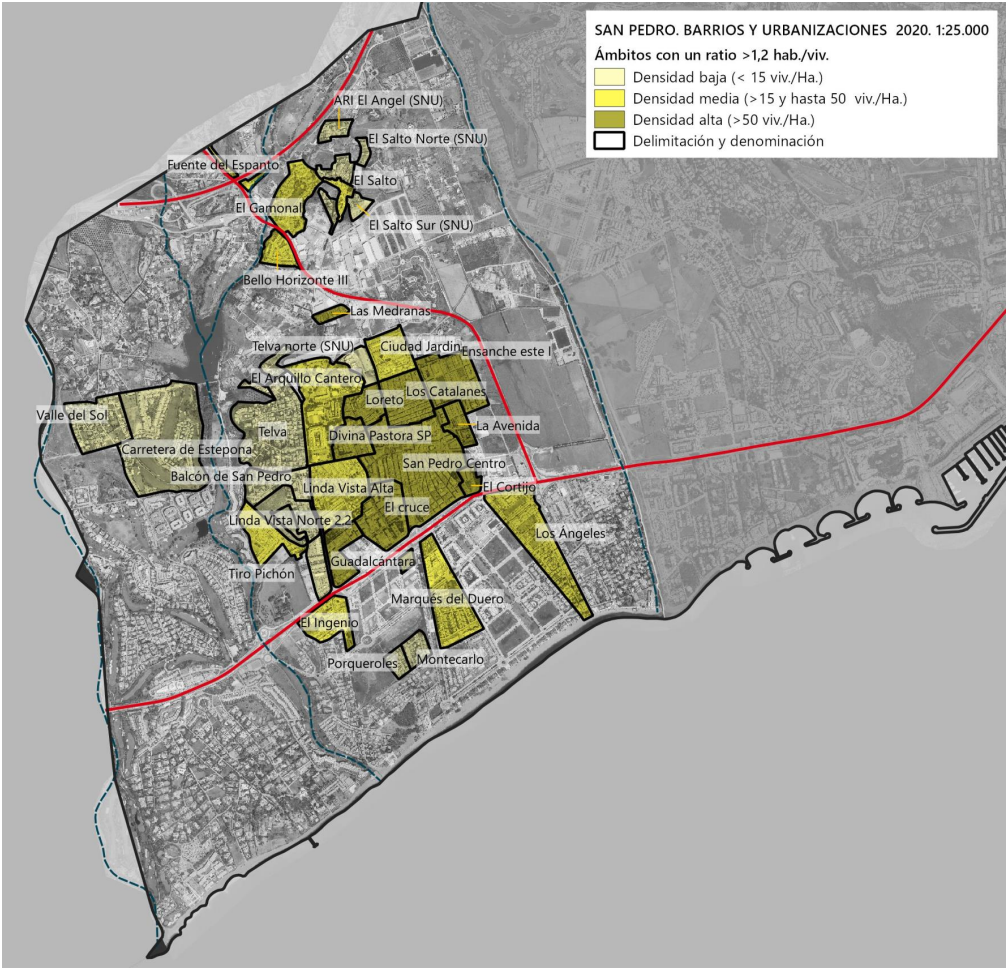 SAN PEDRO. BARRIOS Y URBANIZACIONES 2020. 1:25.000
Ámbitos con un ratio >1,2 hab./viv.
Densidad baja (< 15 viv./Ha.)
Densidad media (>15 y hasta 50 viv./Ha.)
Densidad alta (>50 viv./Ha.)
Delimitación y denominación
ARI El Angel (SNU)
El Salto Norte (SNU)
Fuente del Espanto
El Salto
El Gamonal
El Salto Sur (SNU)
Bello Horizonte III
Las Medranas
Telva norte (SNU)
Ciudad Jardin
Ensanche este I
El Arquillo Cantero
Los Catalanes
Loreto
Valle del Sol
La Avenida
Telva
Divina Pastora SP
Carretera de Estepona
San Pedro Centro
Balcón de San Pedro
Linda Vista Alta
El Cortijo
El cruce
Linda Vista Norte 2.2
Los Ángeles
Guadalcántara
Tiro Pichón
Marqués del Duero
El Ingenio
Porqueroles
Montecarlo